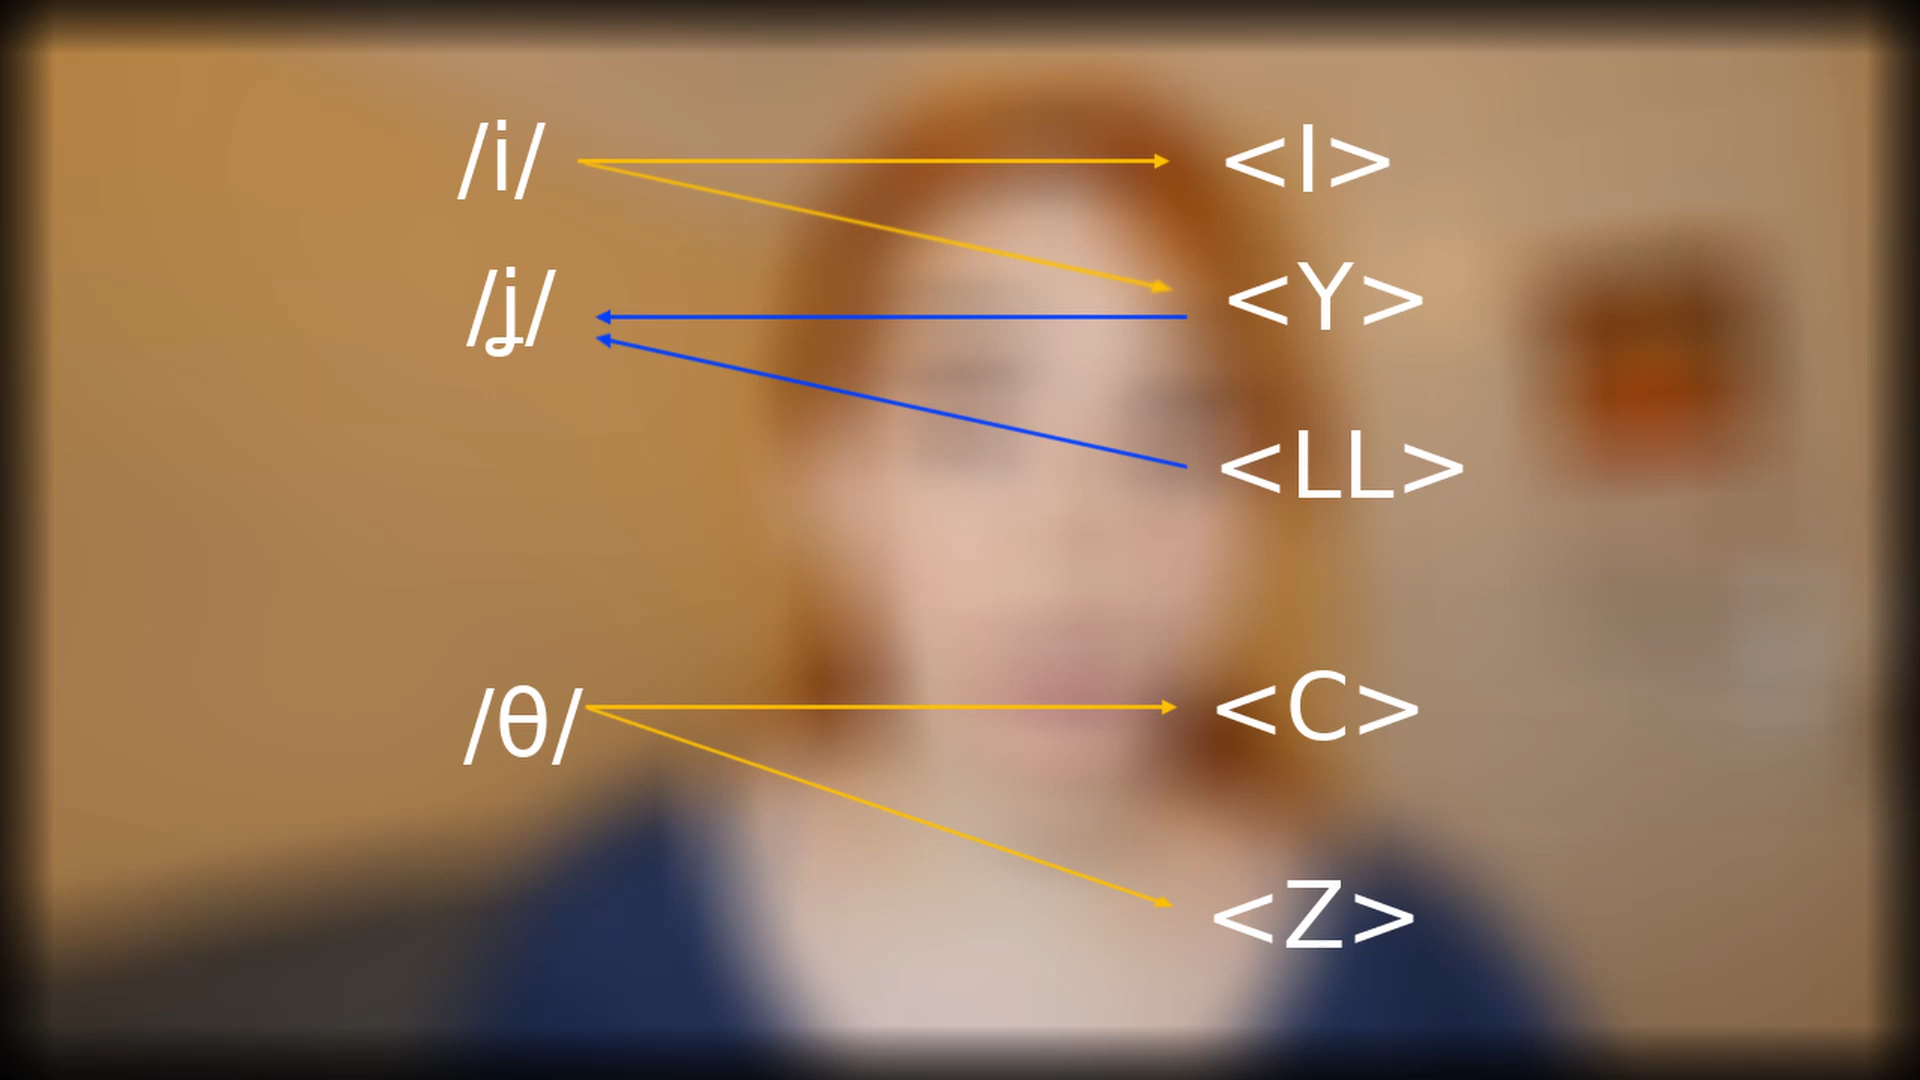 /i/ <I>
/ʝ/ <Y>
<LL>
/θ/ <C>
<Z>